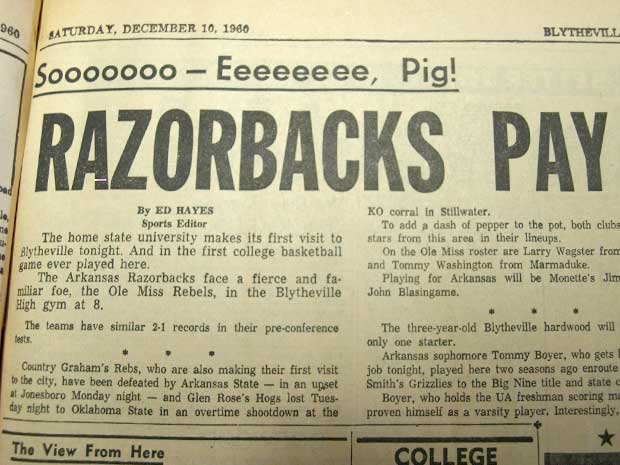 960
SATURDAY, DECEMBER 10, 1960
BLYTHEVILL
Sooooooo — Eeeeeeee, Pig!
RAZORBACKS PAY
By ED HAYES
Sports Editor
The home state university makes its first visit to
Blytheville tonight. And in the first college basketball
game ever played here.
The Arkansas Razorbacks face a fierce and fa-
miliar foe, the Ole Miss Rebels, in the Blytheville
High gym at 8.
The teams have similar 2-1 records in their pre-conference
tests.
* * *
Country Graham's Rebs, who are also making their first visit
to the city, have been defeated by Arkansas State — in an upset
at Jonesboro Monday night — and Glen Rose's Hogs lost Tues-
day night to Oklahoma State in an overtime shootdown at the
KO corral in Stillwater.
To add a dash of pepper to the pot, both clubs
stars from this area in their lineups.
On the Ole Miss roster are Larry Wagster from
and Tommy Washington from Marmaduke.
Playing for Arkansas will be Monette's Jim
John Blasingame.
* * *
The three-year-old Blytheville hardwood will
only one starter.
Arkansas sophomore Tommy Boyer, who gets
job tonight, played here two seasons ago enroute
Smith's Grizzlies to the Big Nine title and state c
Boyer, who holds the UA freshman scoring ma
proven himself as a varsity player. Interestingly,
The View From Here
COLLEGE